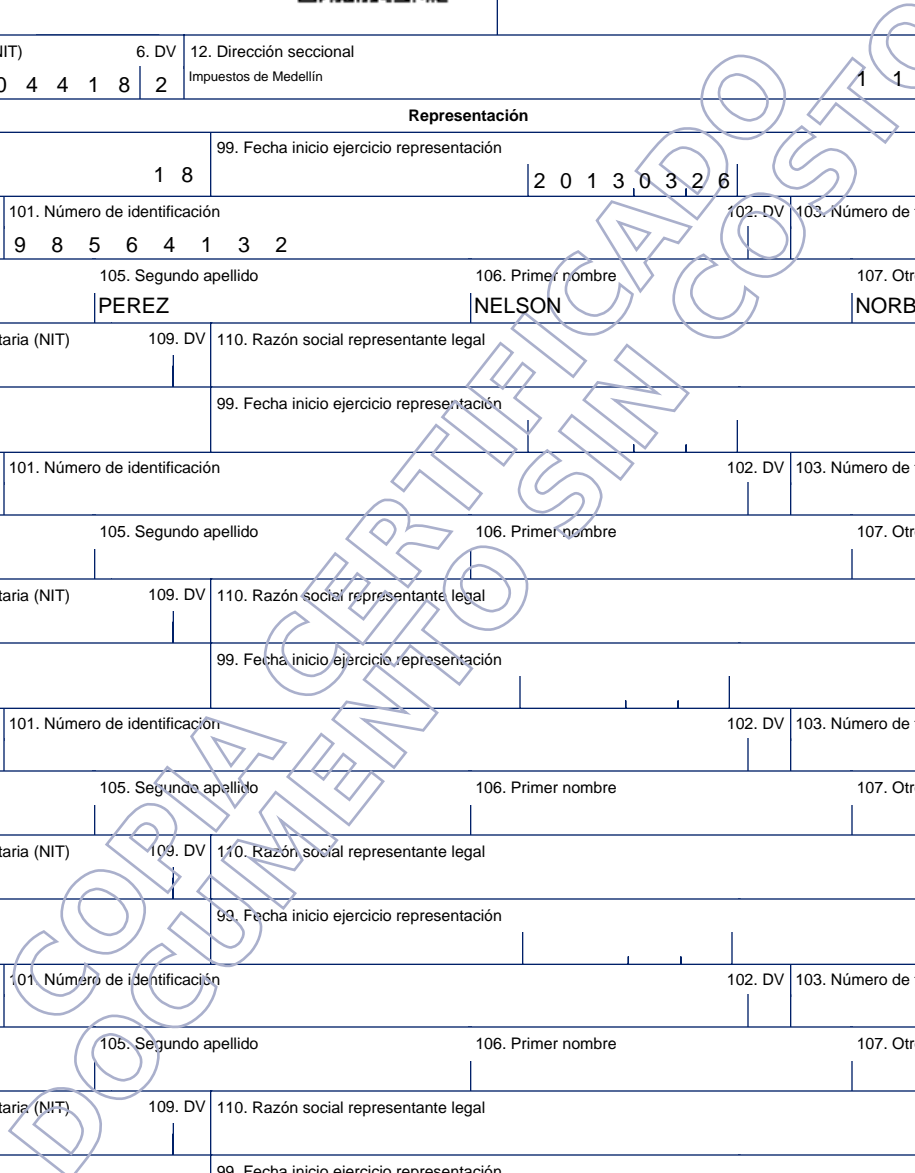 NIT) 6. DV 12. Dirección seccional
0 4 4 1 8 2 Impuestos de Medellín 1 1
Representación
99. Fecha inicio ejercicio representación
1 8 2 0 1 3 0 3 2 6
101. Número de identificación 102. DV 103. Número de
9 8 5 6 4 1 3 2
105. Segundo apellido 106. Primer nombre 107. Otr
PEREZ NELSON NORB
taria (NIT) 109. DV 110. Razón social representante legal
99. Fecha inicio ejercicio representación
101. Número de identificación 102. DV 103. Número de
105. Segundo apellido 106. Primer nombre 107. Otr
taria (NIT) 109. DV 110. Razón social representante legal
99. Fecha inicio ejercicio representación
101. Número de identificación 102. DV 103. Número de
105. Segundo apellido 106. Primer nombre 107. Otr
taria (NIT) 109. DV 110. Razón social representante legal
99. Fecha inicio ejercicio representación
101. Número de identificación 102. DV 103. Número de
105. Segundo apellido 106. Primer nombre 107. Otr
taria (NIT) 109. DV 110. Razón social representante legal
99. Fecha inicio ejercicio representación
COPIA CERTIFICADO
DOCUMENTO SIN COSTO